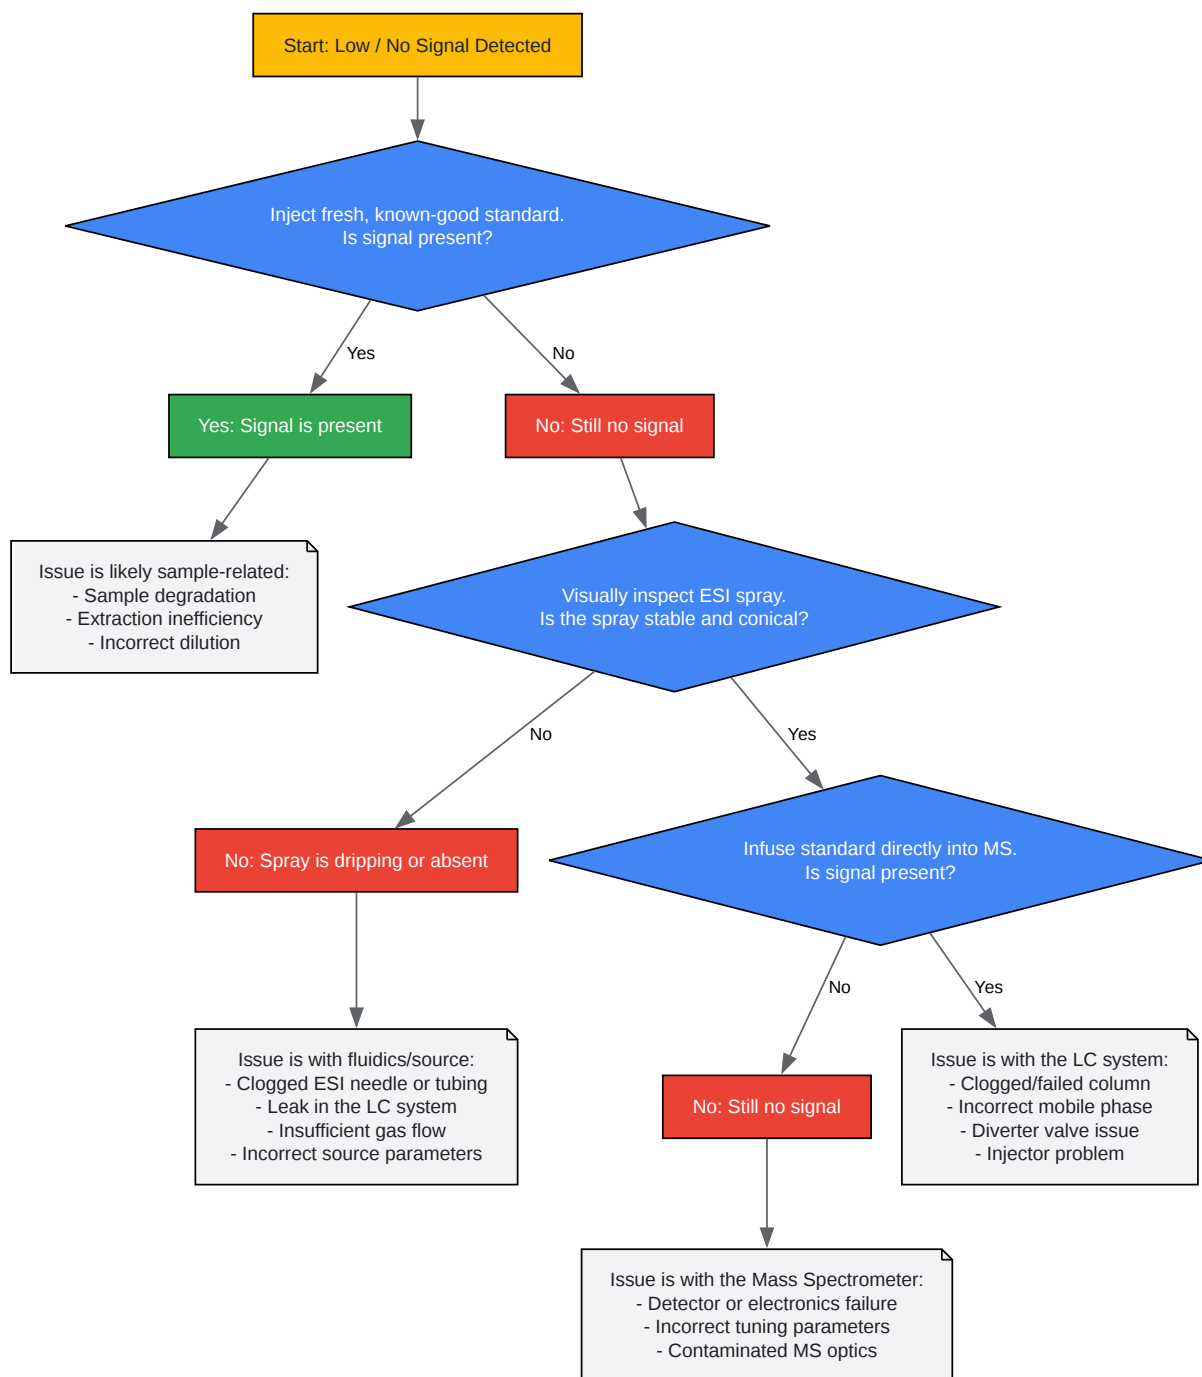 Start: Low / No Signal Detected
Inject fresh, known-good standard.
Is signal present?
Yes
No
Yes: Signal is present
No: Still no signal
Issue is likely sample-related:
- Sample degradation
- Extraction inefficiency
- Incorrect dilution
Visually inspect ESI spray.
Is the spray stable and conical?
No
Yes
No: Spray is dripping or absent
Infuse standard directly into MS.
Is signal present?
No
Yes
Issue is with fluidics/source:
- Clogged ESI needle or tubing
- Leak in the LC system
- Insufficient gas flow
- Incorrect source parameters
No: Still no signal
Issue is with the LC system:
- Clogged/failed column
- Incorrect mobile phase
- Diverter valve issue
- Injector problem
Issue is with the Mass Spectrometer:
- Detector or electronics failure
- Incorrect tuning parameters
- Contaminated MS optics